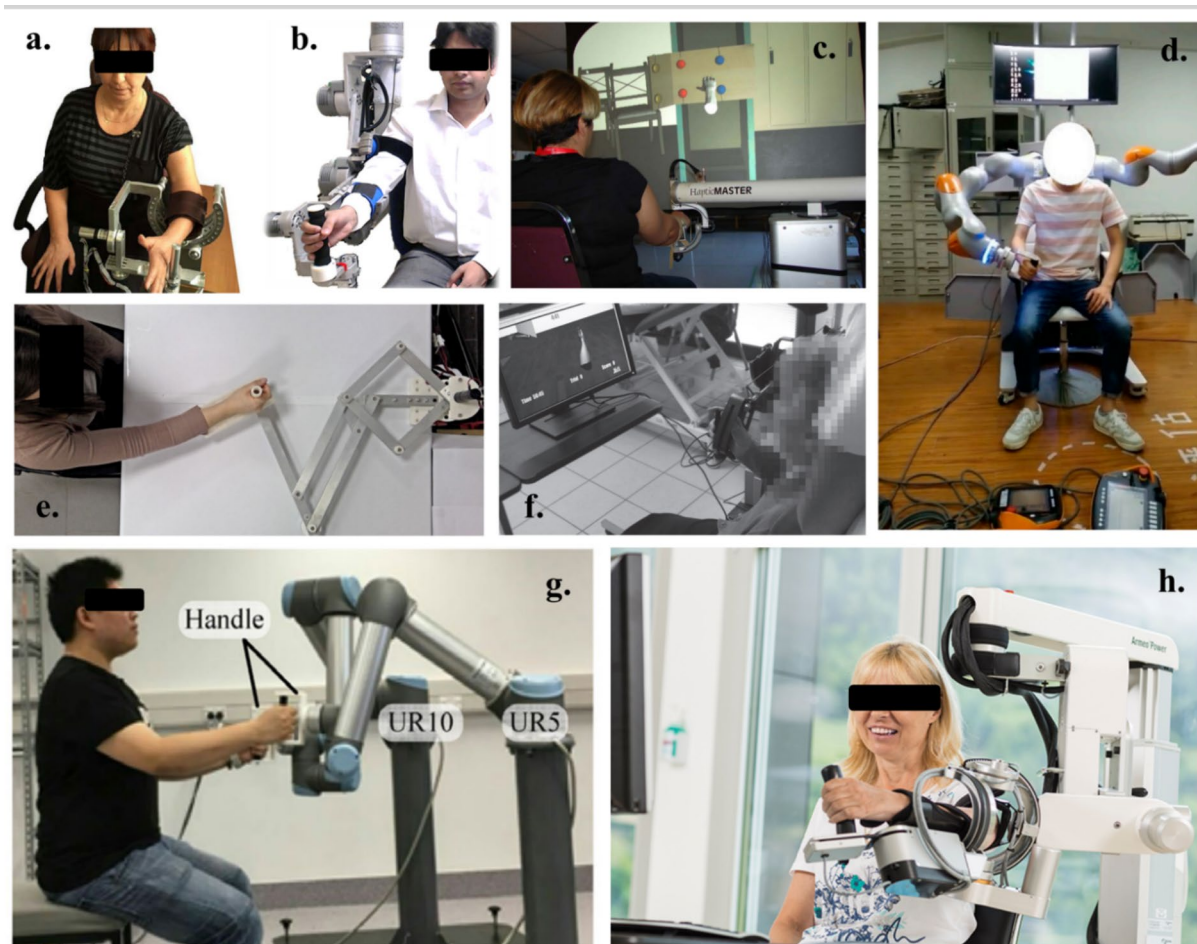 a.
b.
c.
d.
HapticMASTER
e.
f.
g.
Handle
UR10
UR5
h.
Armeo Power